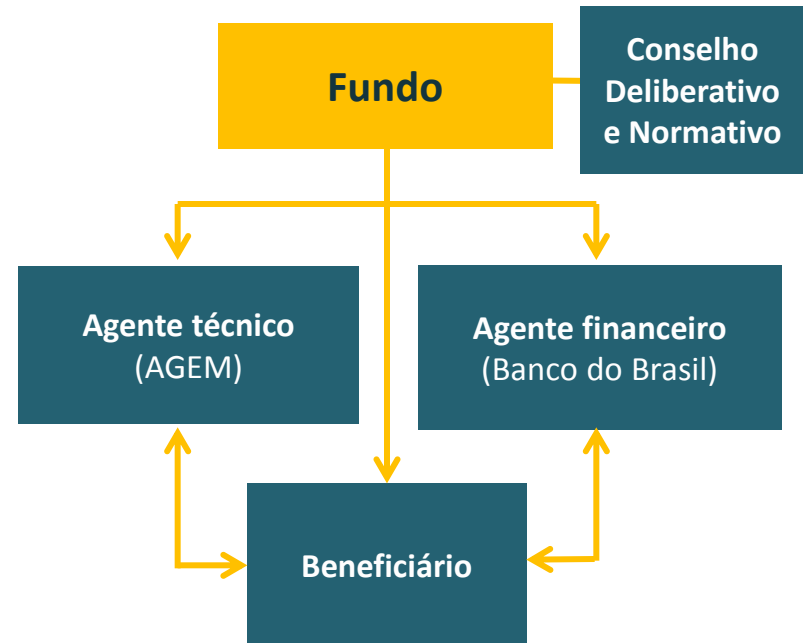 Fundo
Conselho
Deliberativo
e Normativo
Agente técnico
(AGEM)
Agente financeiro
(Banco do Brasil)
Beneficiário